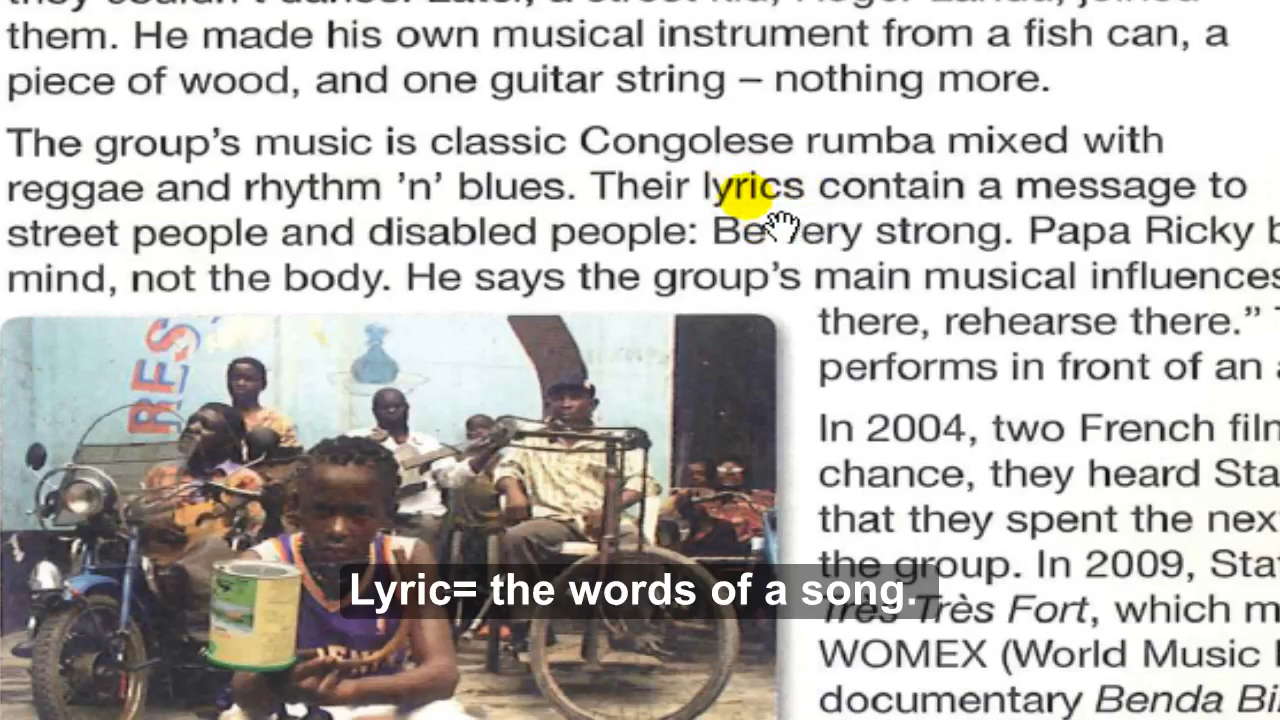 them. He made his own musical instrument from a fish can, a
piece of wood, and one guitar string – nothing more.
The group's music is classic Congolese rumba mixed with
reggae and rhythm 'n' blues. Their lyrics contain a message to
street people and disabled people: Be very strong. Papa Ricky
mind, not the body. He says the group's main musical influences
there, rehearse there."
performs in front of an
In 2004, two French
chance, they heard
that they spent the
the group. In 2009,
Très Très Fort, which
WOMEX (World Music
documentary Benda
RES
Lyric= the words of a song.